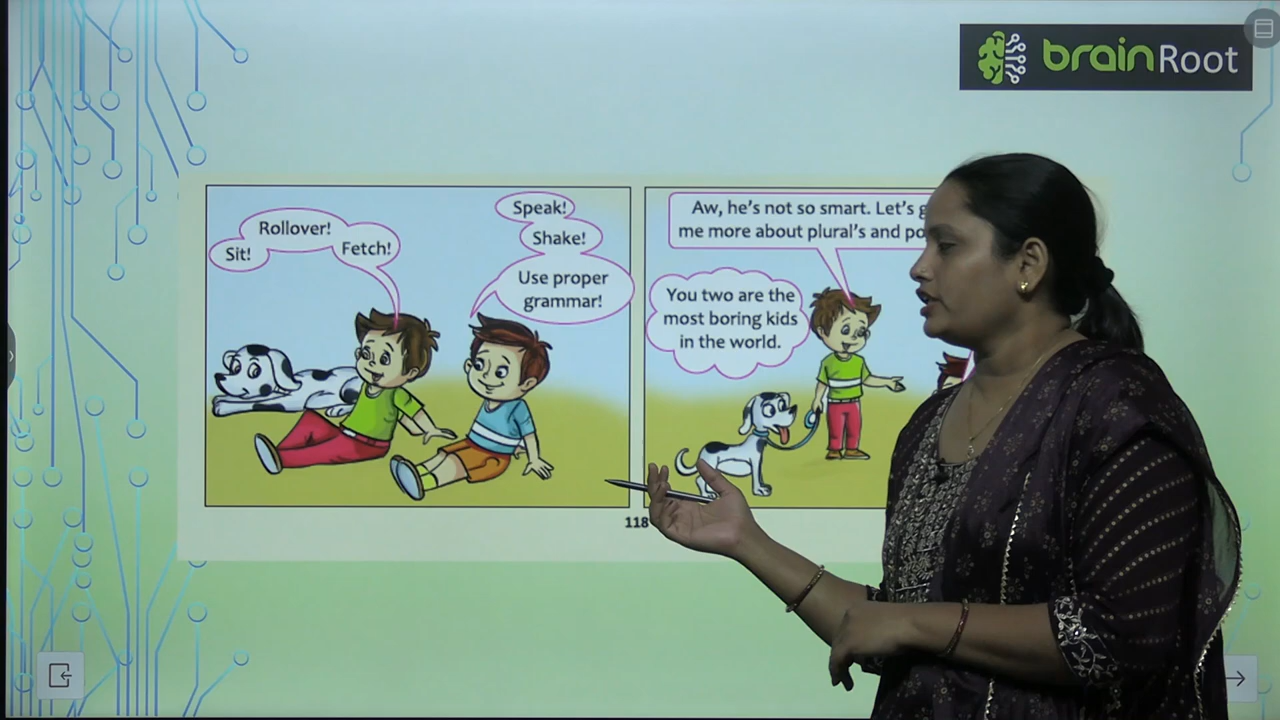 brainRoot
Sit!
Rollover!
Fetch!
Speak!
Shake!
Use proper
grammar!
Aw, he's not so smart. Let's
me more about plural's and
You two are the
most boring kids
in the world.
118